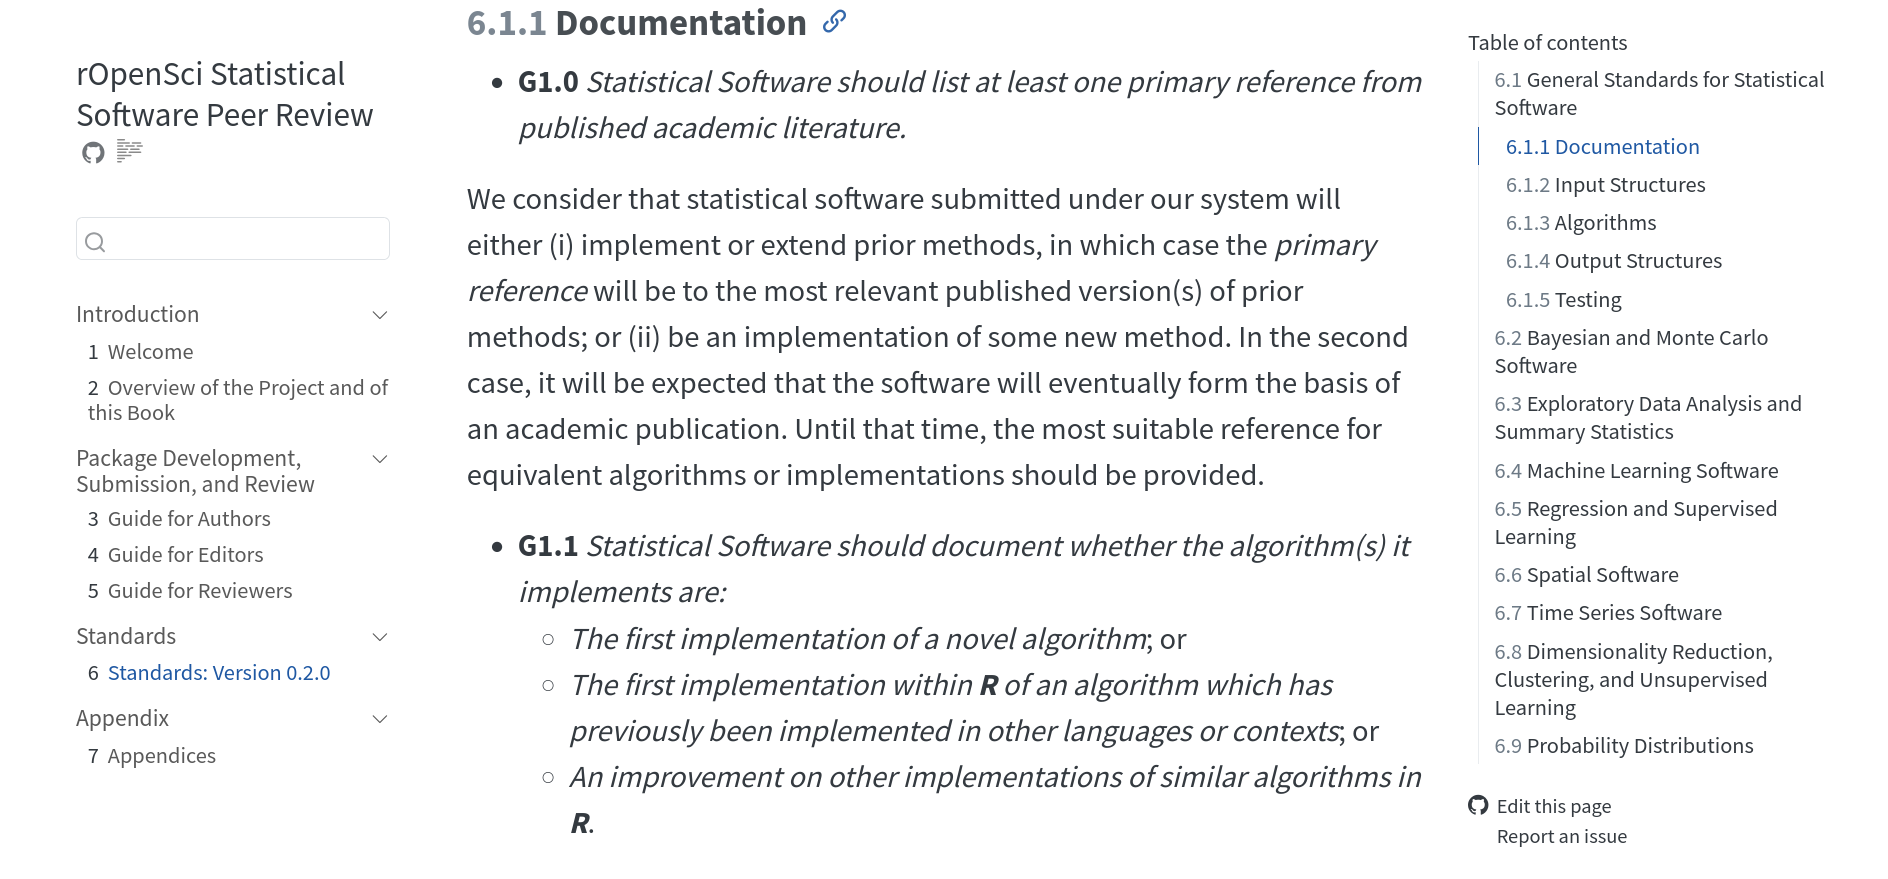 rOpenSci Statistical
Software Peer Review
Introduction
1 Welcome
2 Overview of the Project and of
this Book
Package Development,
Submission, and Review
3 Guide for Authors
4 Guide for Editors
5 Guide for Reviewers
Standards
6 Standards: Version 0.2.0
Appendix
7 Appendices
6.1.1 Documentation
• G1.0 Statistical Software should list at least one primary reference from
published academic literature.
We consider that statistical software submitted under our system will
either (i) implement or extend prior methods, in which case the primary
reference will be to the most relevant published version(s) of prior
methods; or (ii) be an implementation of some new method. In the second
case, it will be expected that the software will eventually form the basis of
an academic publication. Until that time, the most suitable reference for
equivalent algorithms or implementations should be provided.
• G1.1 Statistical Software should document whether the algorithm(s) it
implements are:
○ The first implementation of a novel algorithm; or
○ The first implementation within R of an algorithm which has
previously been implemented in other languages or contexts; or
○ An improvement on other implementations of similar algorithms in
R.
Table of contents
6.1 General Standards for Statistical
Software
6.1.1 Documentation
6.1.2 Input Structures
6.1.3 Algorithms
6.1.4 Output Structures
6.1.5 Testing
6.2 Bayesian and Monte Carlo
Software
6.3 Exploratory Data Analysis and
Summary Statistics
6.4 Machine Learning Software
6.5 Regression and Supervised
Learning
6.6 Spatial Software
6.7 Time Series Software
6.8 Dimensionality Reduction,
Clustering, and Unsupervised
Learning
6.9 Probability Distributions
Edit this page
Report an issue